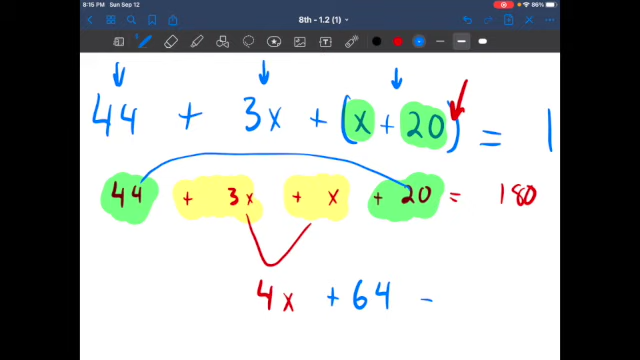 8:15 PM Sun Sep 12
86%
8th - 1.2 (1)
44 + 3x + (x + 20) = 1
44 + 3x + x + 20 = 180
4x + 64 -